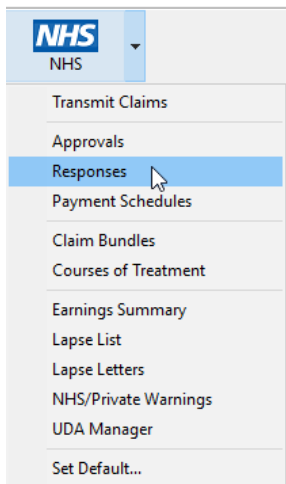 NHS
NHS
Transmit Claims
Approvals
Responses
Payment Schedules
Claim Bundles
Courses of Treatment
Earnings Summary
Lapse List
Lapse Letters
NHS/Private Warnings
UDA Manager
Set Default...